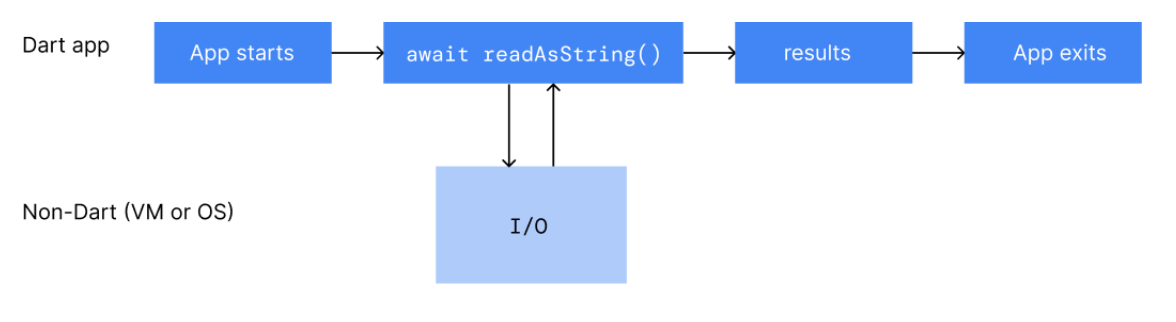 Dart app
App starts
await readAsString()
results
App exits
Non-Dart (VM or OS)
I/O